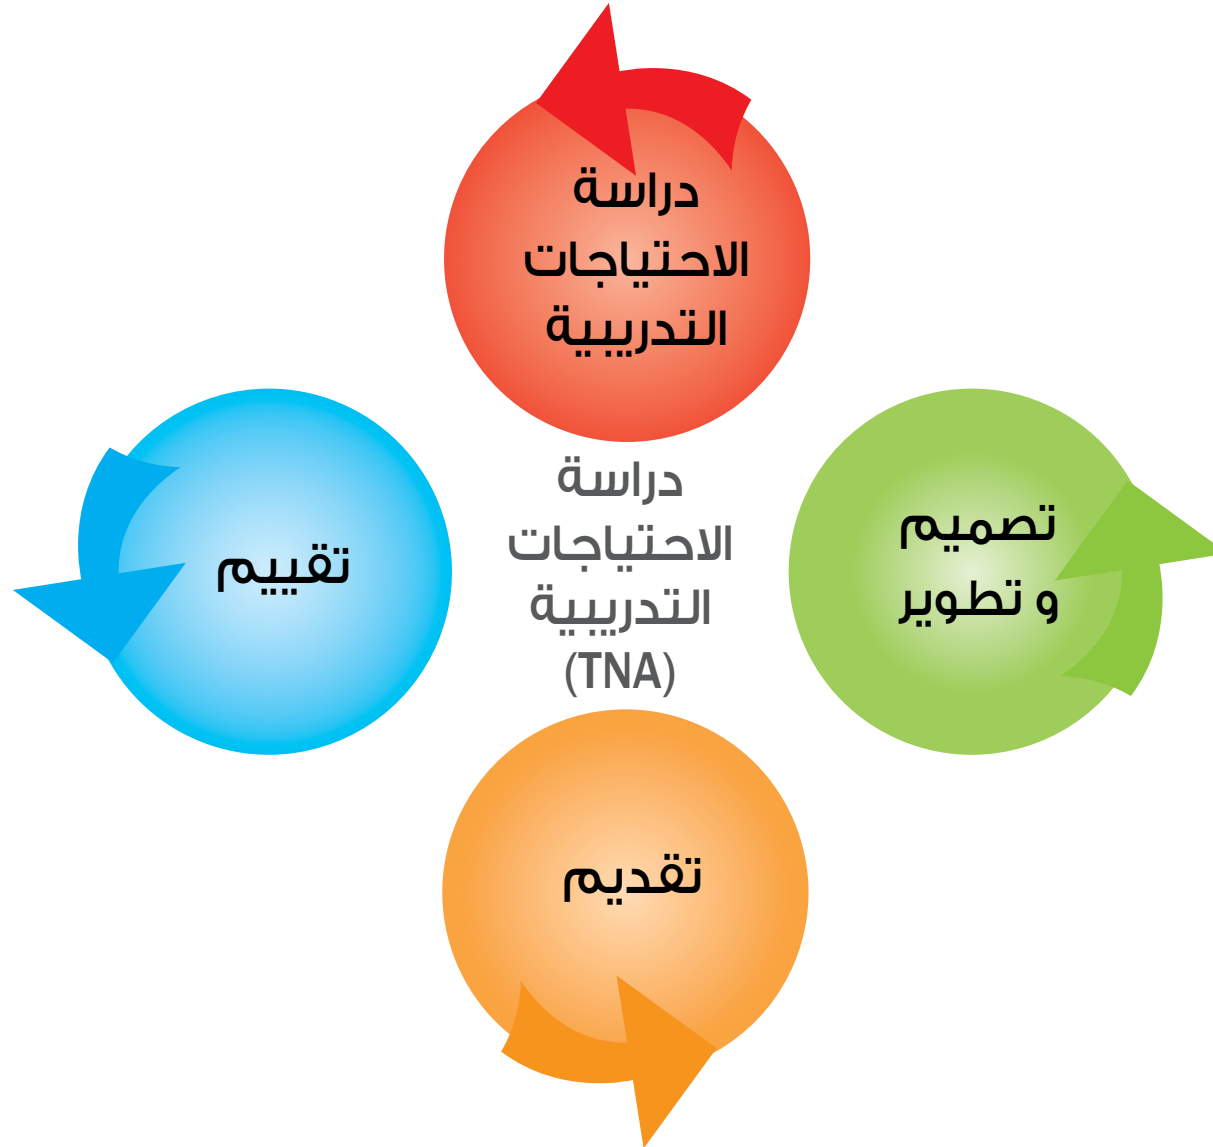 دراسة
الاحتياجات
التدريبية
تصميم
و تطوير
دراسة
الاحتياجات
التدريبية
(TNA)
تقييم
تقديم